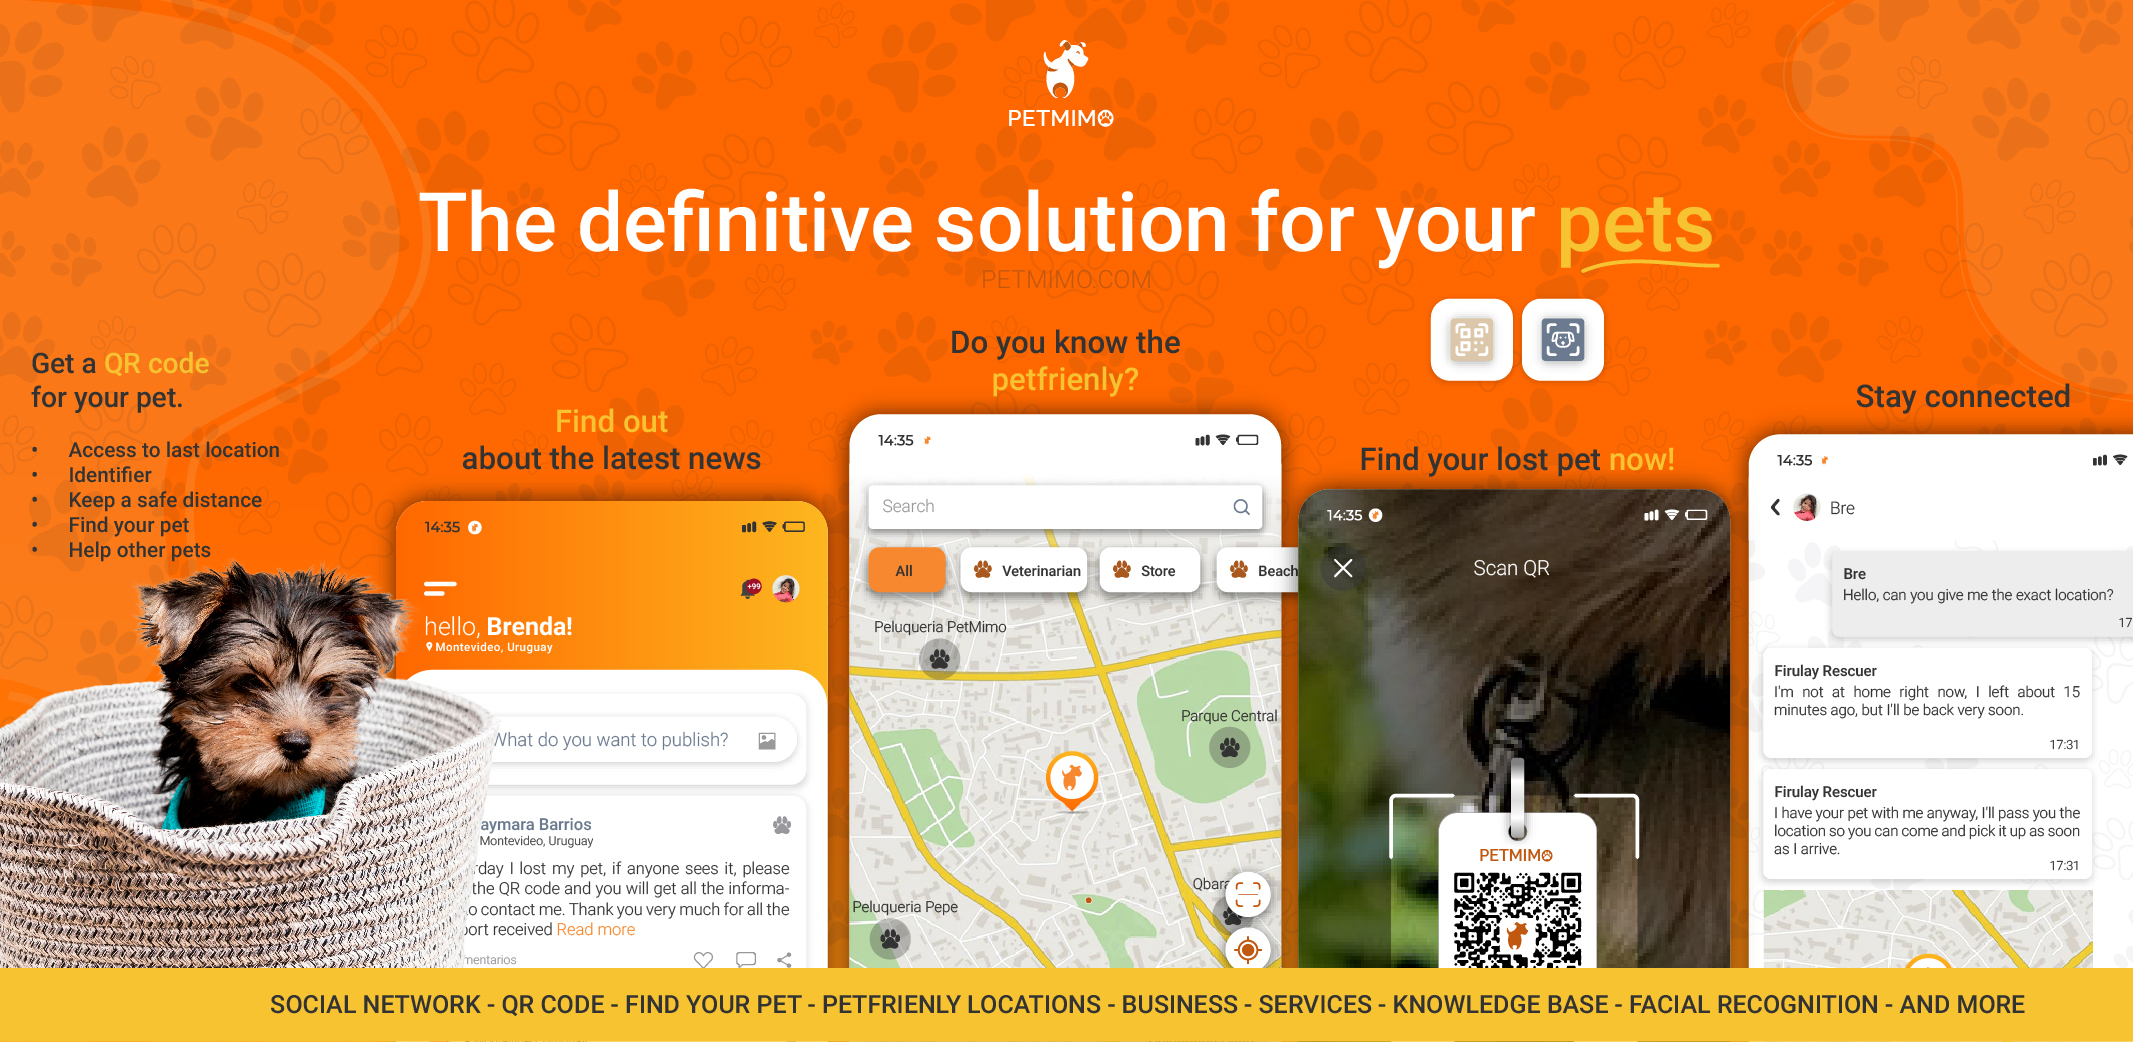 PETMIMO
The definitive solution for your pets
PETMIMO.COM
Get a QR code
for your pet.
• Access to last location
• Identifier
• Keep a safe distance
• Find your pet
• Help other pets
Find out
about the latest news
14:35
+99
hello, Brenda!
Montevideo, Uruguay
What do you want to publish?
aymara Barrios
Montevideo, Uruguay
rday I lost my pet, if anyone sees it, please
the QR code and you will get all the informa-
o contact me. Thank you very much for all the
port received Read more
mentarios
Do you know the
petfrienly?
14:35
Search
All
Veterinarian
Store
Beach
Peluqueria PetMimo
Parque Central
Qbara
Peluqueria Pepe
Find your lost pet now!
14:35
Scan QR
PETMIMO
Stay connected
14:35
Bre
Bre
Hello, can you give me the exact location?
17
Firulay Rescuer
I'm not at home right now, I left about 15
minutes ago, but I'll be back very soon.
17:31
Firulay Rescuer
I have your pet with me anyway, I'll pass you the
location so you can come and pick it up as soon
as I arrive.
17:31
SOCIAL NETWORK - QR CODE - FIND YOUR PET - PETFRIENLY LOCATIONS - BUSINESS - SERVICES - KNOWLEDGE BASE - FACIAL RECOGNITION - AND MORE